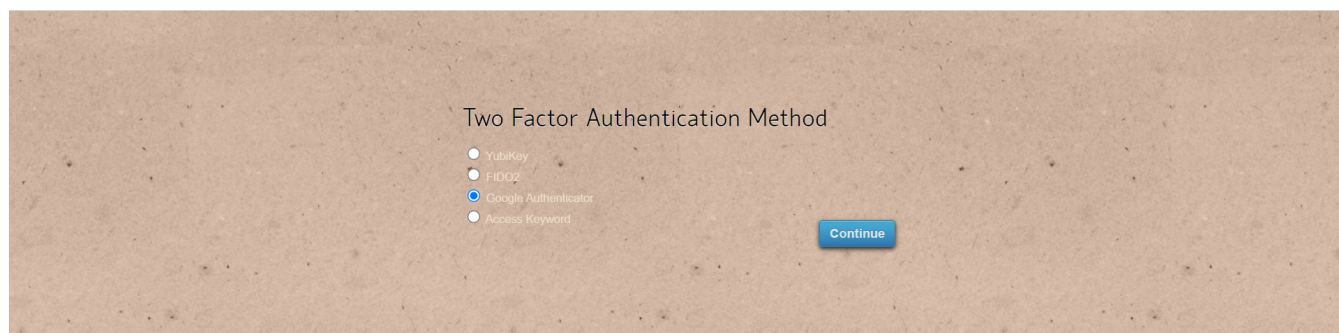 Two Factor Authentication Method
YubiKey
FIDO2
Google Authenticator
Access Keyword
Continue